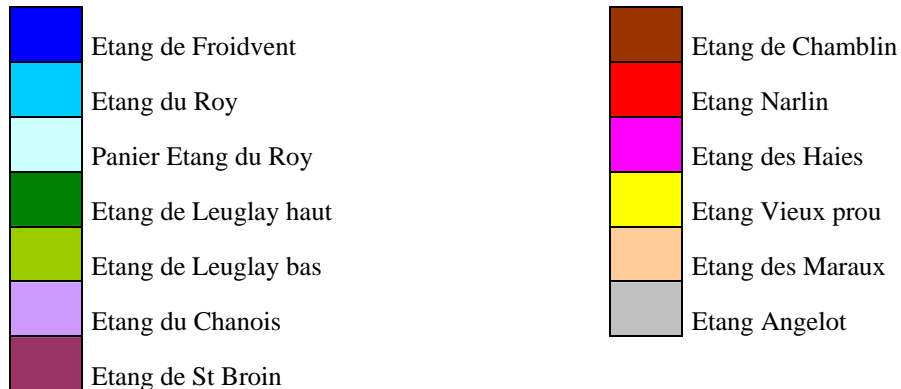 Etang de Froidvent
Etang du Roy
Panier Etang du Roy
Etang de Leuglay haut
Etang de Leuglay bas
Etang du Chanois
Etang de St Broin
Etang de Chamblin
Etang Narlin
Etang des Haies
Etang Vieux prou
Etang des Maraux
Etang Angelot